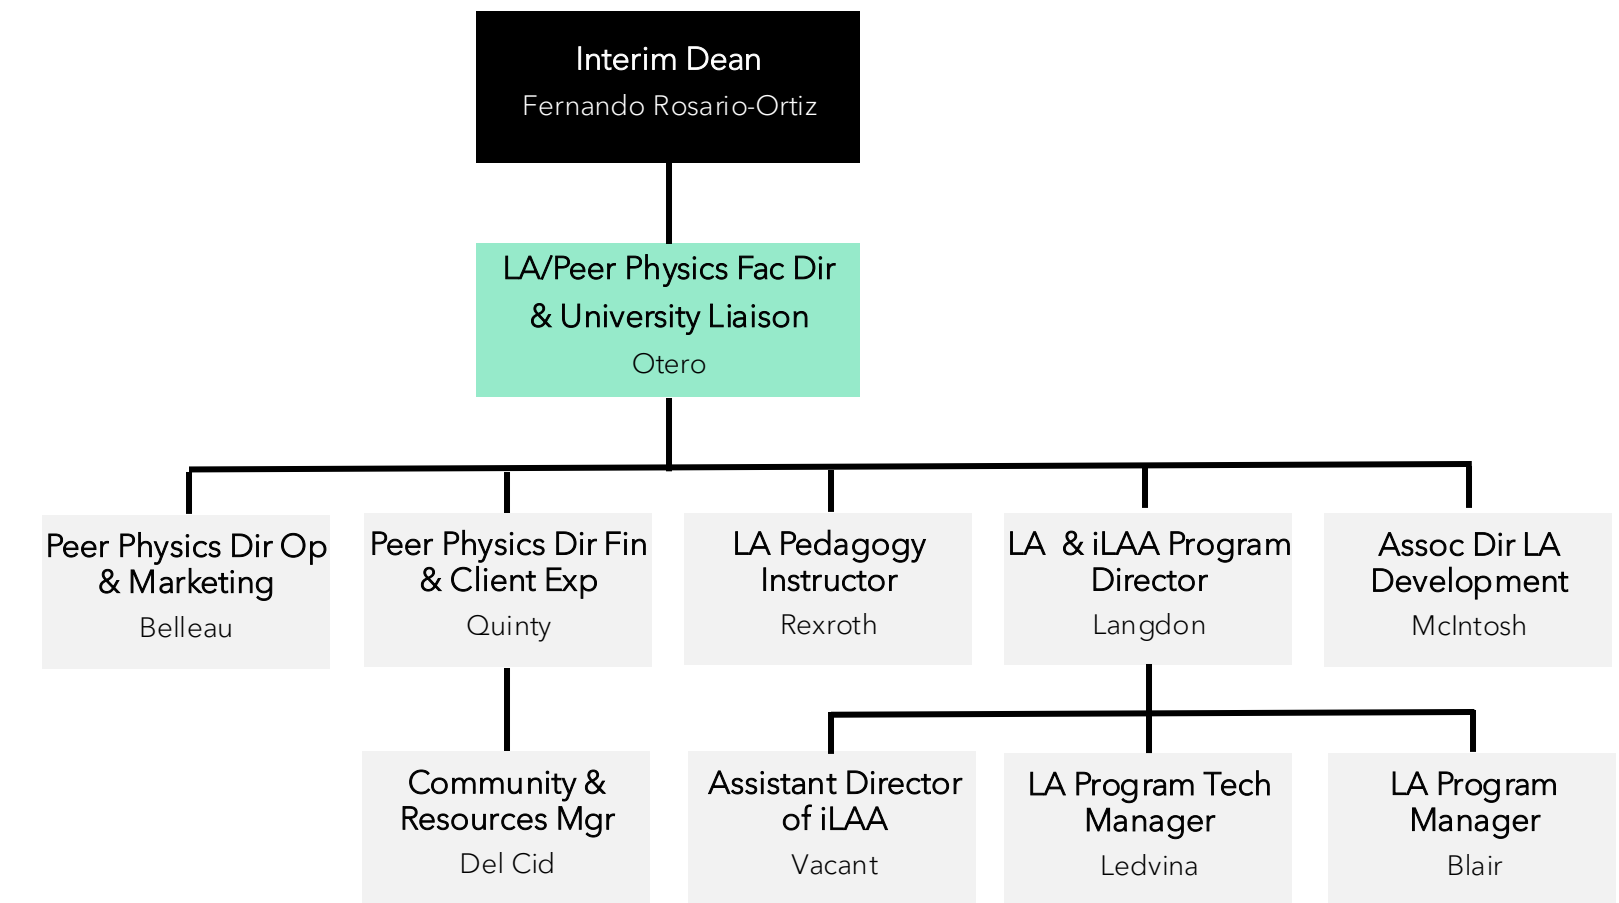 Interim Dean
Fernando Rosario-Ortiz
LA/Peer Physics Fac Dir
& University Liaison
Otero
Peer Physics Dir Op
& Marketing
Belleau
Peer Physics Dir Fin
& Client Exp
Quinty
LA Pedagogy
Instructor
Rexroth
LA & iLAA Program
Director
Langdon
Assoc Dir LA
Development
McIntosh
Community &
Resources Mgr
Del Cid
Assistant Director
of iLAA
Vacant
LA Program Tech
Manager
Ledvina
LA Program
Manager
Blair